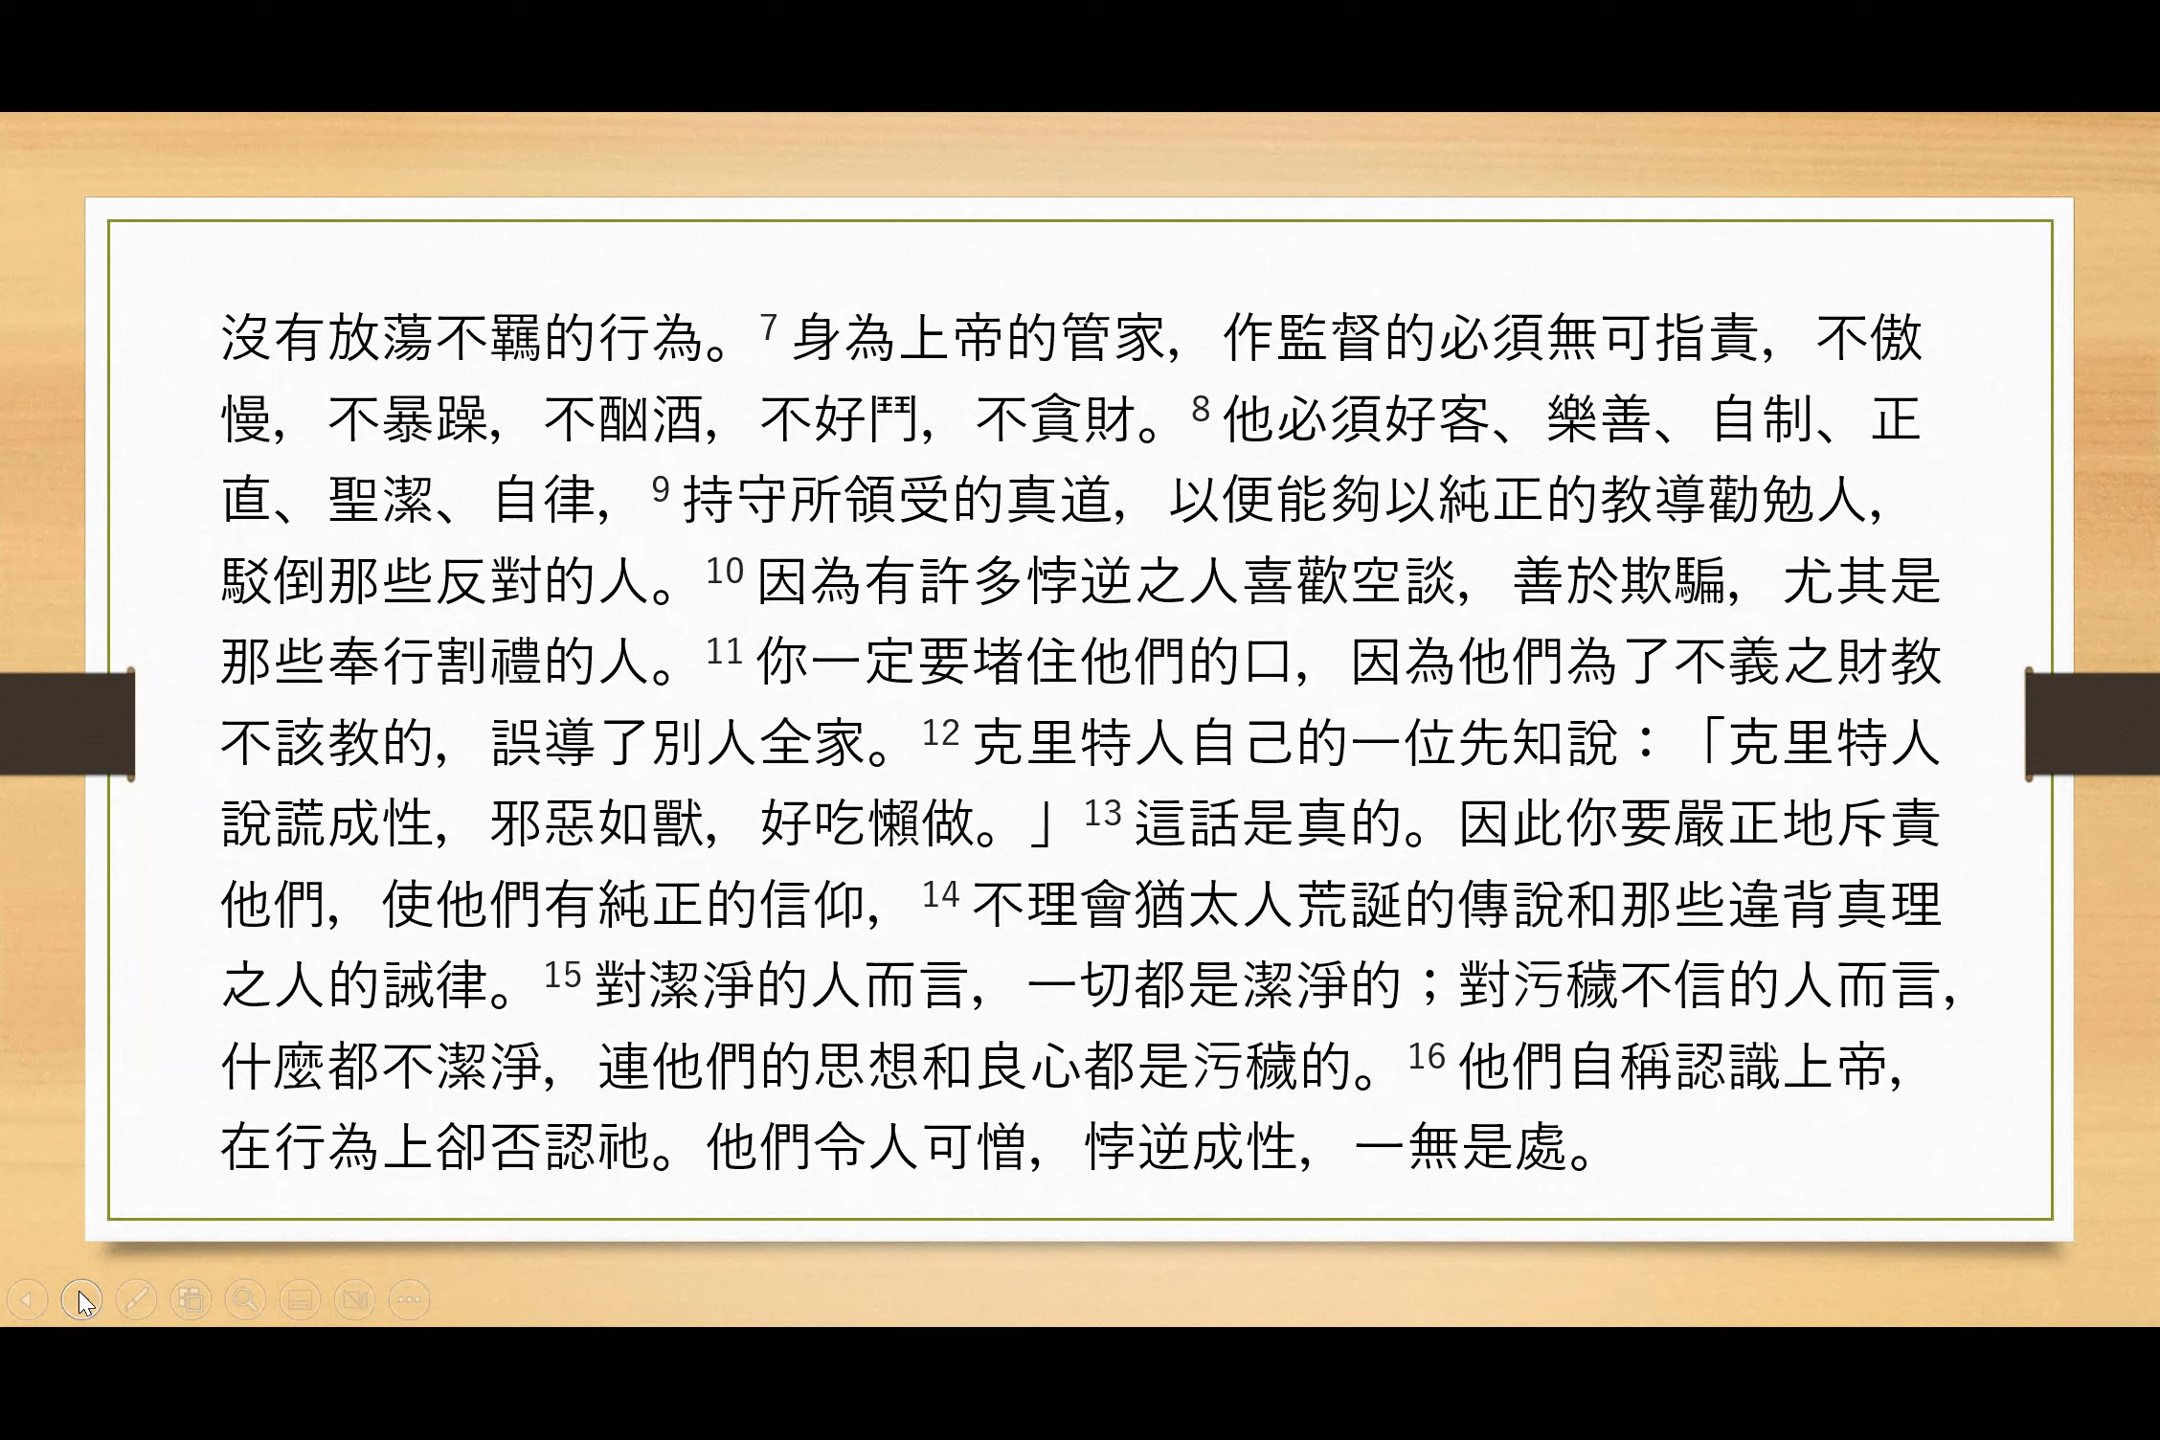 沒有放蕩不羈的行為。7 身為上帝的管家，作監督的必須無可指責，不傲
慢，不暴躁，不酗酒，不好鬥，不貪財。8 他必須好客、樂善、自制、正
直、聖潔、自律，9 持守所領受的真道，以便能夠以純正的教導勸勉人，
駁倒那些反對的人。10 因為有許多悖逆之人喜歡空談，善於欺騙，尤其是
那些奉行割禮的人。11 你一定要堵住他們的口，因為他們為了不義之財教
不該教的，誤導了別人全家。12 克里特人自己的一位先知說：「克里特人
說謊成性，邪惡如獸，好吃懶做。」13 這話是真的。因此你要嚴正地斥責
他們，使他們有純正的信仰，14 不理會猶太人荒誕的傳說和那些違背真理
之人的誡律。15 對潔淨的人而言，一切都是潔淨的；對污穢不信的人而言，
什麼都不潔淨，連他們的思想和良心都是污穢的。16 他們自稱認識上帝，
在行為上卻否認祂。他們令人可憎，悖逆成性，一無是處。